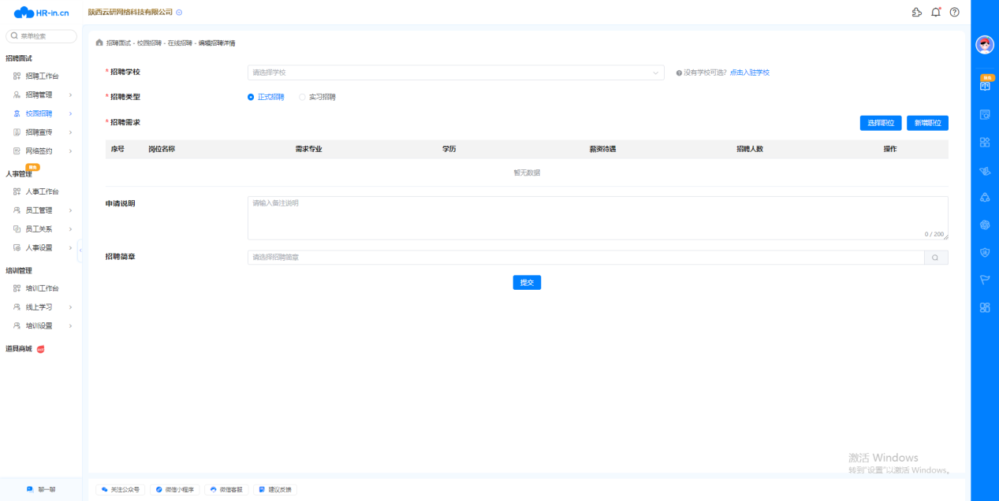 HR-in.cn
陕西云研网络科技有限公司
菜单检索
招聘面试 - 校园招聘 - 在线招聘 - 编辑招聘详情
招聘面试
招聘工作台
招聘管理
校园招聘
招聘宣传
网络签约
人事管理
人事工作台
员工管理
员工关系
人事设置
培训管理
培训工作台
线上学习
培训设置
道具商城
聊一聊
* 招聘学校
请选择学校
没有学校可选? 点击入驻学校
* 招聘类型
正式招聘 实习招聘
* 招聘需求
选择职位 新增职位
序号 岗位名称 需求专业 学历 薪资待遇 招聘人数 操作
暂无数据
申请说明
请输入备注说明
0 / 200
招聘简章
请选择招聘简章
提交
激活 Windows
转到"设置"以激活 Windows。
关注公众号 微信小程序 微信客服 建议反馈